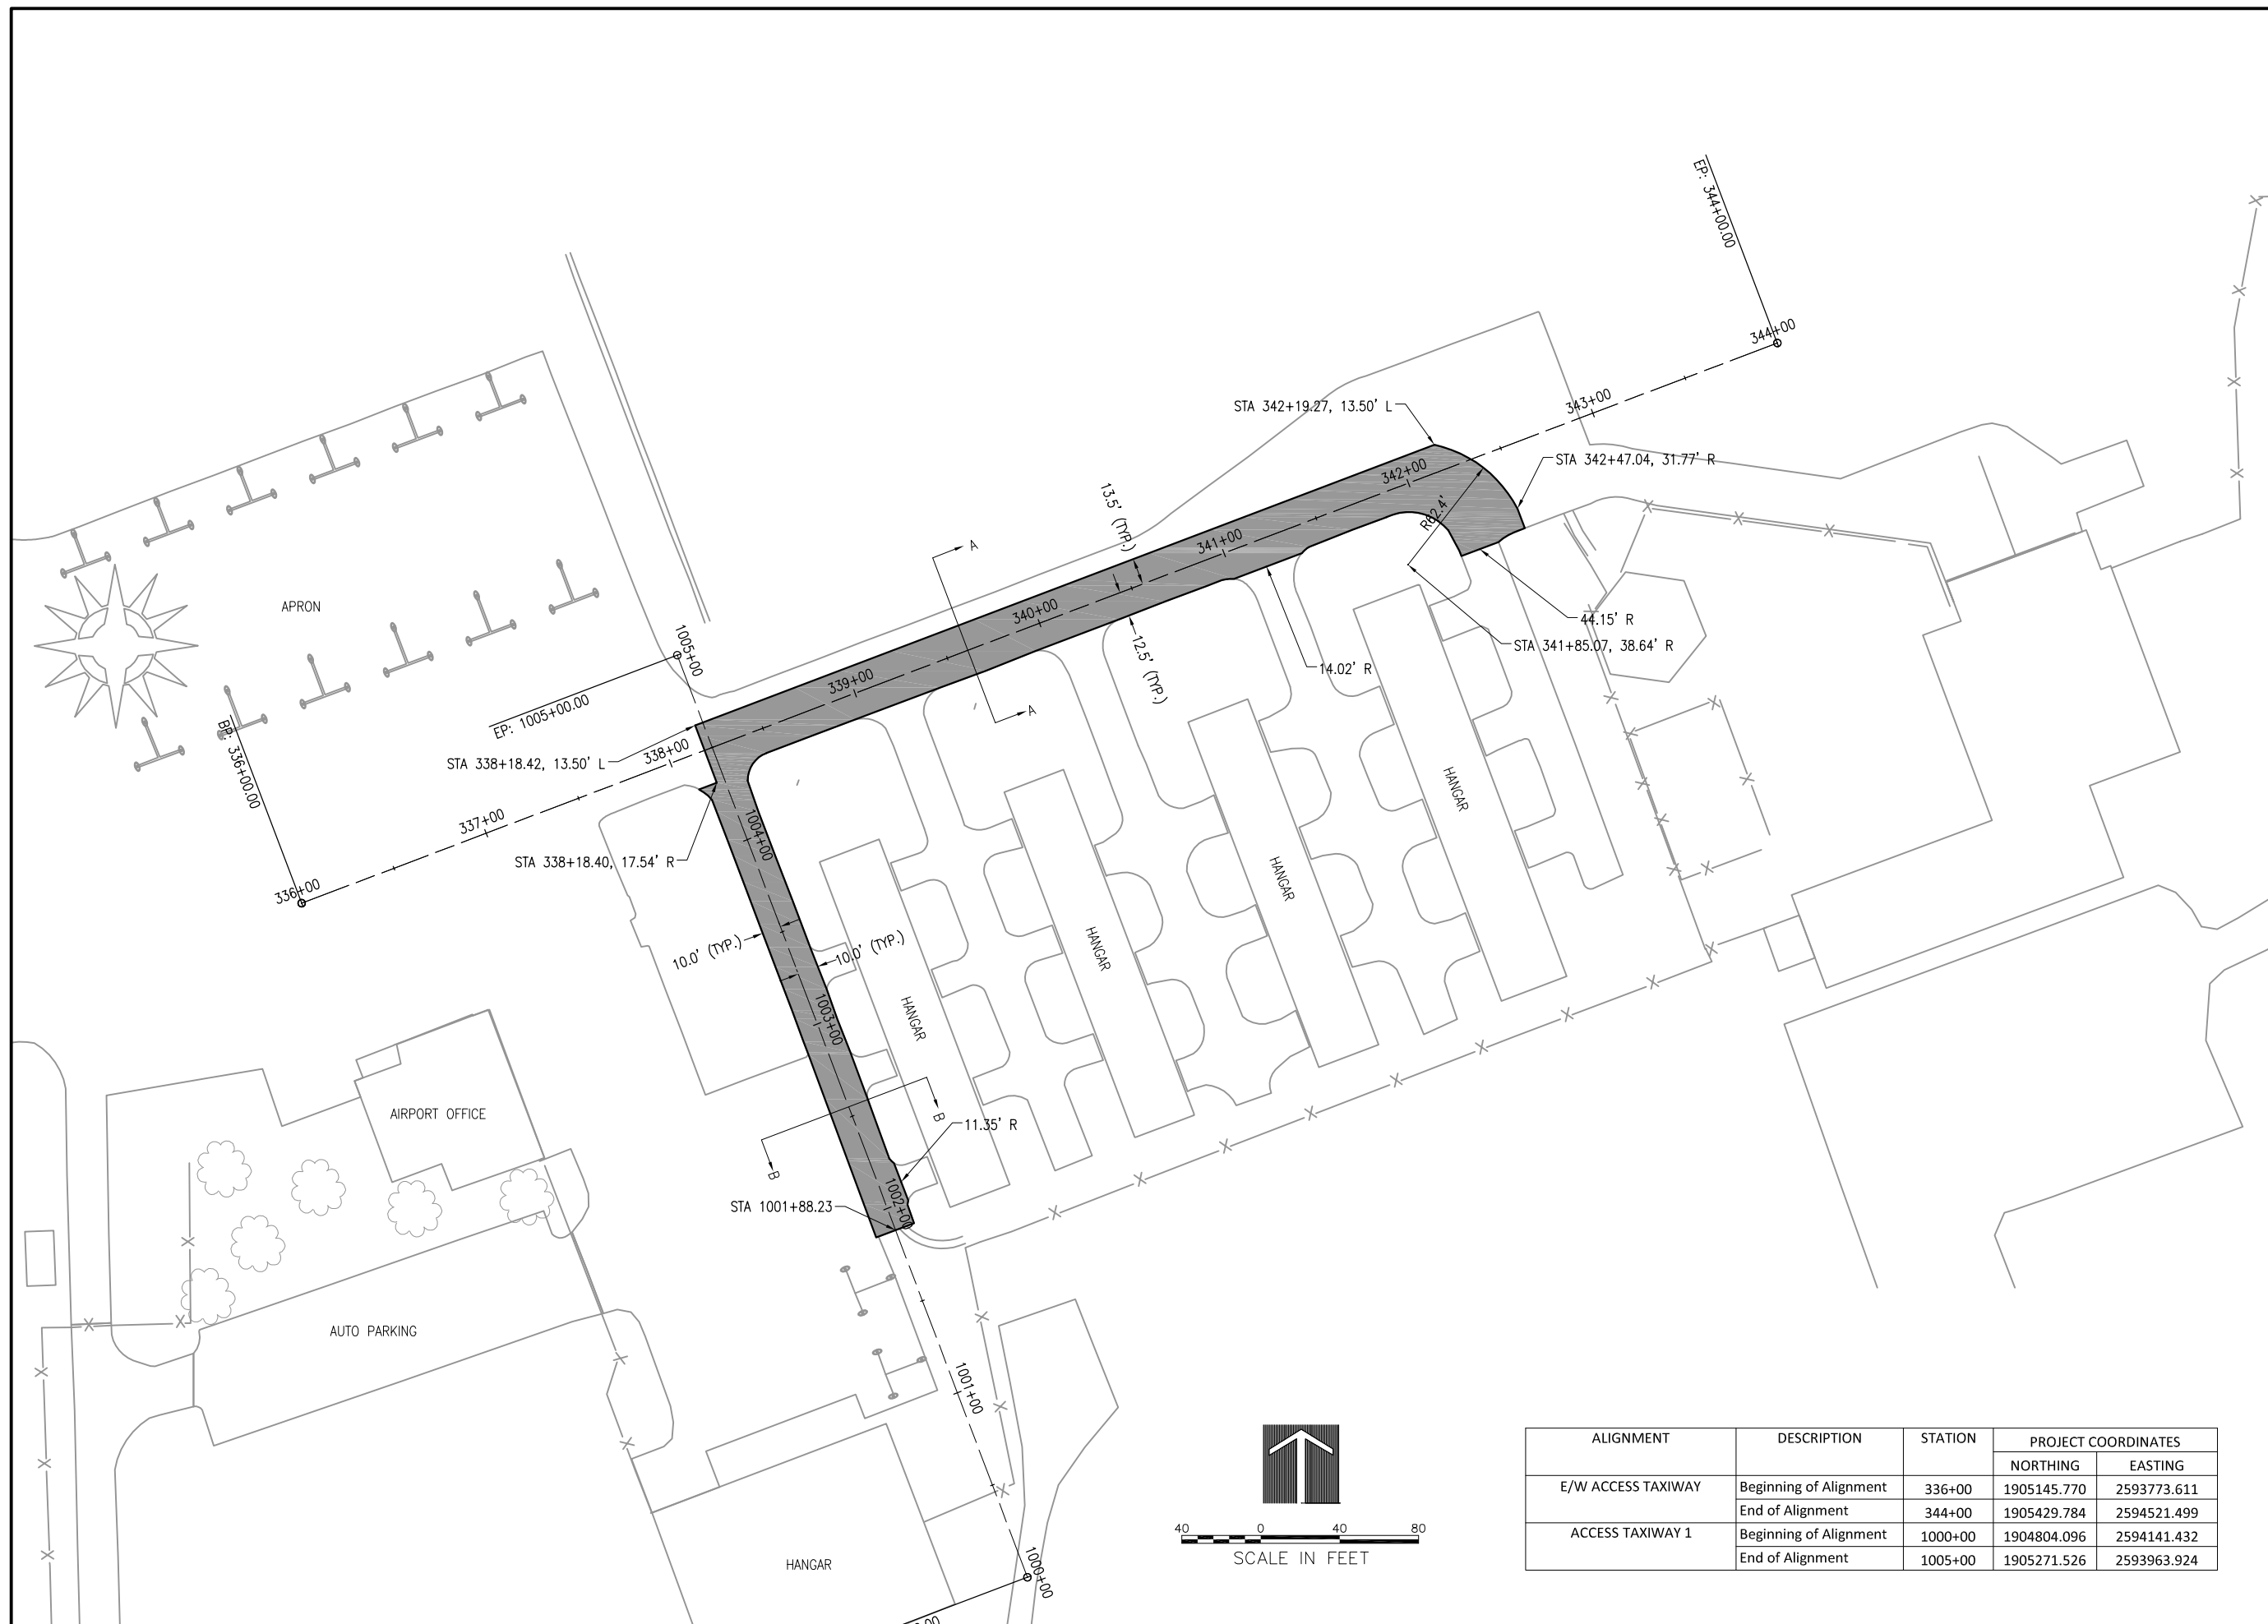 EP: 344+00.00
344+00
343+00
STA 342+19.27, 13.50' L
342+00
STA 342+47.04, 31.77' R
R62.4'
13.5' (TYP.)
341+00
A
340+00
APRON
1005+00
44.15' R
STA 341+85.07, 38.64' R
12.5' (TYP.)
14.02' R
339+00
EP: 1005+00.00
A
BP: 336+00.00
338+00
STA 338+18.42, 13.50' L
HANGAR
337+00
1004+00
STA 338+18.40, 17.54' R
336+00
HANGAR
10.0' (TYP.)
10.0' (TYP.)
HANGAR
1003+00
HANGAR
AIRPORT OFFICE
B
11.35' R
B
1002+00
STA 1001+88.23
AUTO PARKING
1001+00
HANGAR
1000+00
40 0 40 80
SCALE IN FEET
ALIGNMENT DESCRIPTION STATION PROJECT COORDINATES
NORTHING EASTING
E/W ACCESS TAXIWAY Beginning of Alignment 336+00 1905145.770 2593773.611
End of Alignment 344+00 1905429.784 2594521.499
ACCESS TAXIWAY 1 Beginning of Alignment 1000+00 1904804.096 2594141.432
End of Alignment 1005+00 1905271.526 2593963.924